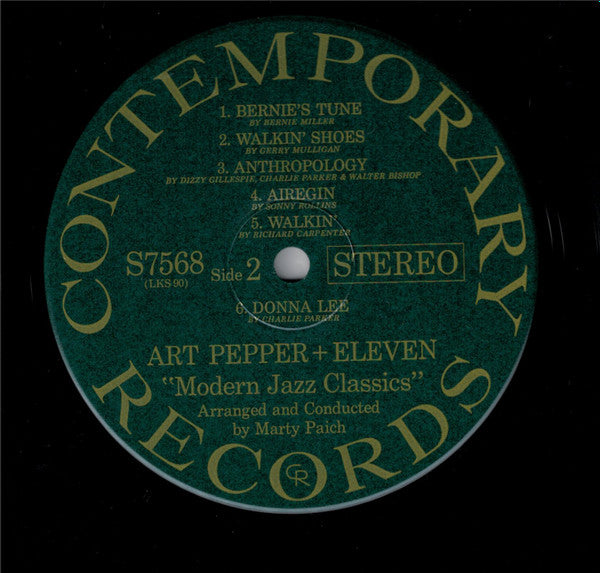 CONTEMPORARY
1. BERNIE'S TUNE
BY BERNIE MILLER
2. WALKIN' SHOES
BY GERRY MULLIGAN
3. ANTHROPOLOGY
BY DIZZY GILLESPIE, CHARLIE PARKER & WALTER BISHOP
4. AIREGIN
BY SONNY ROLLINS
5. WALKIN'
BY RICHARD CARPENTER
S7568
(LKS 90)
Side 2
STEREO
6. DONNA LEE
BY CHARLIE PARKER
ART PEPPER + ELEVEN
"Modern Jazz Classics"
Arranged and Conducted
by Marty Paich
CR
RECORDS